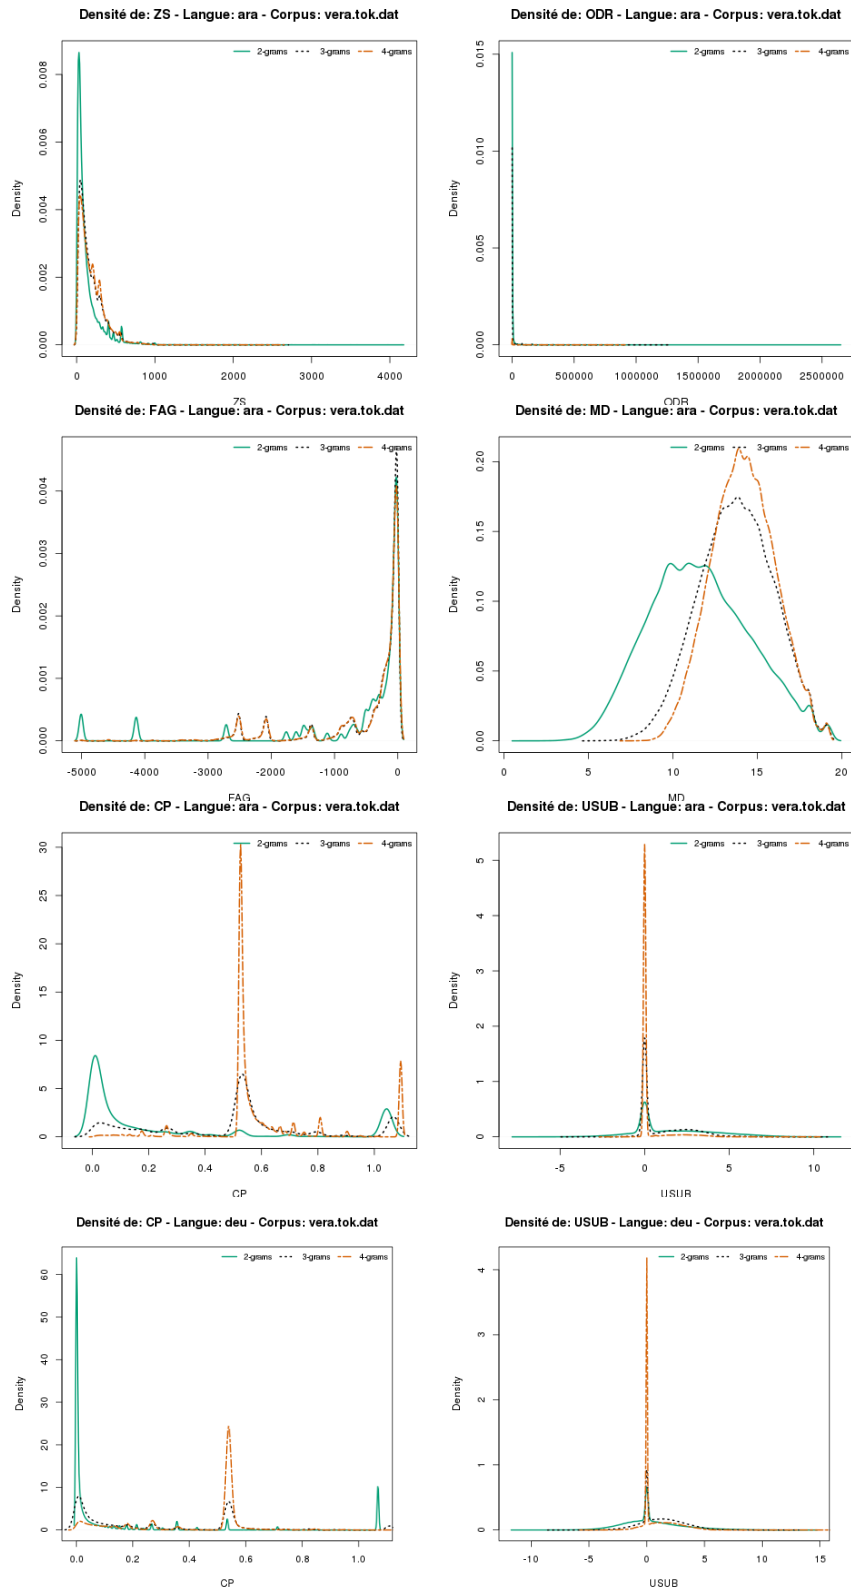 Densité de: ZS - Langue: ara - Corpus: vera.tok.dat
2-grams 3-grams 4-grams
Density
0.000 0.002 0.004 0.006 0.008
0 1000 2000 3000 4000
ZS
Densité de: ODR - Langue: ara - Corpus: vera.tok.dat
2-grams 3-grams 4-grams
Density
0.000 0.005 0.010 0.015
0 500000 1000000 1500000 2000000 2500000
ODR
Densité de: FAG - Langue: ara - Corpus: vera.tok.dat
2-grams 3-grams 4-grams
Density
0.000 0.001 0.002 0.003 0.004
-5000 -4000 -3000 -2000 -1000 0
FAG
Densité de: MD - Langue: ara - Corpus: vera.tok.dat
2-grams 3-grams 4-grams
Density
0.00 0.05 0.10 0.15 0.20
0 5 10 15 20
MD
Densité de: CP - Langue: ara - Corpus: vera.tok.dat
2-grams 3-grams 4-grams
Density
0 5 10 15 20 25 30
0.0 0.2 0.4 0.6 0.8 1.0
CP
Densité de: USUB - Langue: ara - Corpus: vera.tok.dat
2-grams 3-grams 4-grams
Density
0 1 2 3 4 5
-5 0 5 10
USUB
Densité de: CP - Langue: deu - Corpus: vera.tok.dat
2-grams 3-grams 4-grams
Density
0 10 20 30 40 50 60
0.0 0.2 0.4 0.6 0.8 1.0
CP
Densité de: USUB - Langue: deu - Corpus: vera.tok.dat
2-grams 3-grams 4-grams
Density
0 1 2 3 4
-10 -5 0 5 10 15
USUB